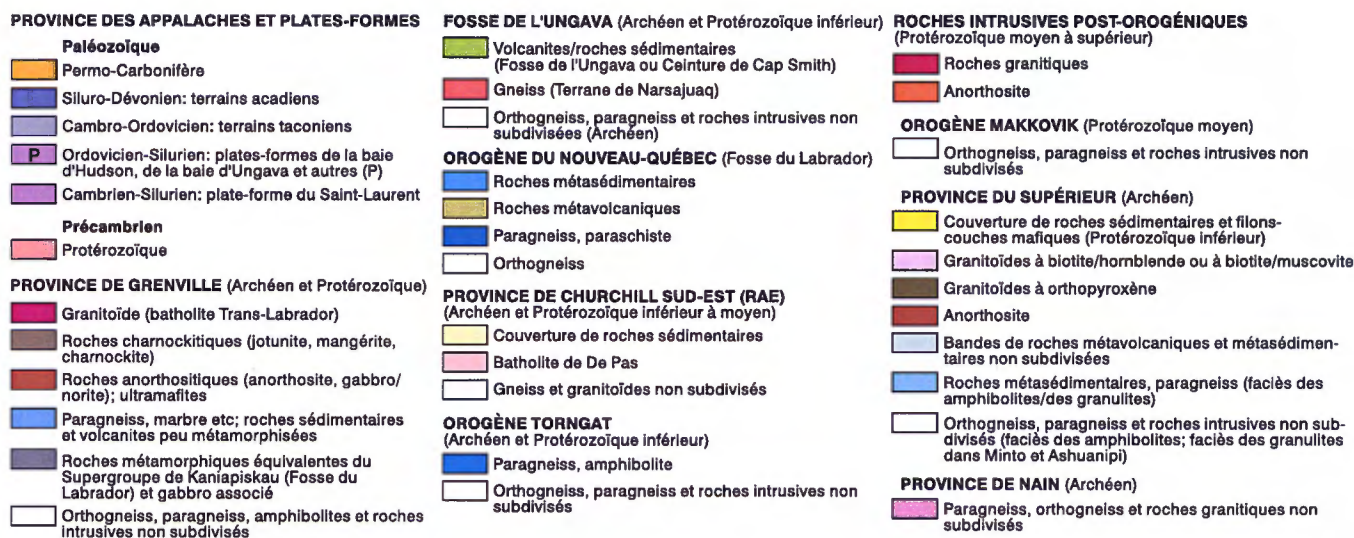 PROVINCE DES APPALACHES ET PLATES-FORMES
Paléozoïque
Permo-Carbonifère
Siluro-Dévonien: terrains acadiens
Cambro-Ordovicien: terrains taconiens
P Ordovicien-Silurien: plates-formes de la baie
d'Hudson, de la baie d'Ungava et autres (P)
Cambrien-Silurien: plate-forme du Saint-Laurent
Précambrien
Protérozoïque
PROVINCE DE GRENVILLE (Archéen et Protérozoïque)
Granitoïde (batholite Trans-Labrador)
Roches charnockitiques (jotunite, mangérite,
charnockite)
Roches anorthositiques (anorthosite, gabbro/
norite); ultramafites
Paragneiss, marbre etc; roches sédimentaires
et volcanites peu métamorphisées
Roches métamorphiques équivalentes du
Supergroupe de Kaniapiskau (Fosse du
Labrador) et gabbro associé
Orthogneiss, paragneiss, amphibolites et roches
intrusives non subdivisées
FOSSE DE L'UNGAVA (Archéen et Protérozoïque inférieur)
Volcanites/roches sédimentaires
(Fosse de l'Ungava ou Ceinture de Cap Smith)
Gneiss (Terrane de Narsajuaq)
Orthogneiss, paragneiss et roches intrusives non
subdivisées (Archéen)
OROGÈNE DU NOUVEAU-QUÉBEC (Fosse du Labrador)
Roches métasédimentaires
Roches métavolcaniques
Paragneiss, paraschiste
Orthogneiss
PROVINCE DE CHURCHILL SUD-EST (RAE)
(Archéen et Protérozoïque inférieur à moyen)
Couverture de roches sédimentaires
Batholite de De Pas
Gneiss et granitoïdes non subdivisés
OROGÈNE TORNGAT
(Archéen et Protérozoïque inférieur)
Paragneiss, amphibolite
Orthogneiss, paragneiss et roches intrusives non
subdivisés
ROCHES INTRUSIVES POST-OROGÉNIQUES
(Protérozoïque moyen à supérieur)
Roches granitiques
Anorthosite
OROGÈNE MAKKOVIK (Protérozoïque moyen)
Orthogneiss, paragneiss et roches intrusives non
subdivisés
PROVINCE DU SUPÉRIEUR (Archéen)
Couverture de roches sédimentaires et filons-
couches mafiques (Protérozoïque inférieur)
Granitoïdes à biotite/hornblende ou à biotite/muscovite
Granitoïdes à orthopyroxène
Anorthosite
Bandes de roches métavolcaniques et métasédimen-
taires non subdivisées
Roches métasédimentaires, paragneiss (faciès des
amphibolites/des granulites)
Orthogneiss, paragneiss et roches intrusives non sub-
divisés (faciès des amphibolites; faciès des granulites
dans Minto et Ashuanipi)
PROVINCE DE NAIN (Archéen)
Paragneiss, orthogneiss et roches granitiques non
subdivisés